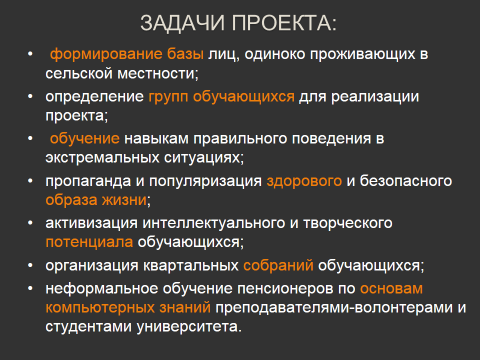 ЗАДАЧИ ПРОЕКТА:
• формирование базы лиц, одиноко проживающих в
сельской местности;
• определение групп обучающихся для реализации
проекта;
• обучение навыкам правильного поведения в
экстремальных ситуациях;
• пропаганда и популяризация здорового и безопасного
образа жизни;
• активизация интеллектуального и творческого
потенциала обучающихся;
• организация квартальных собраний обучающихся;
• неформальное обучение пенсионеров по основам
компьютерных знаний преподавателями-волонтерами и
студентами университета.